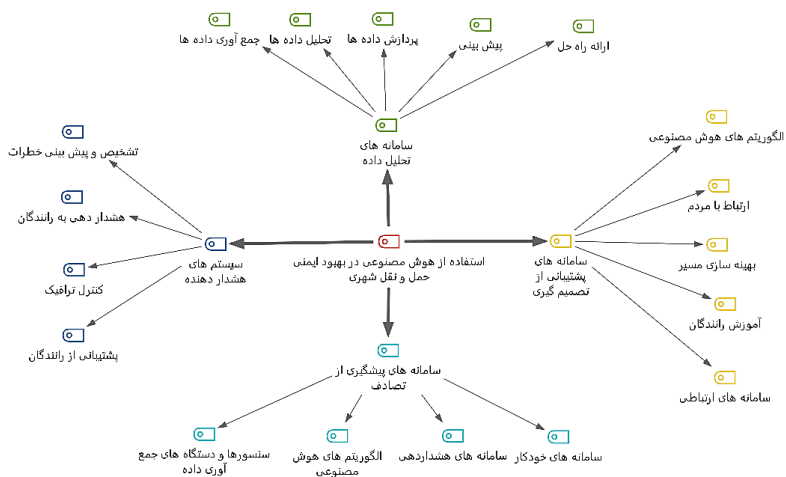 ارائه راه حل
پیش بینی
پردازش داده ها
تحلیل داده ها
جمع آوری داده ها
سامانه های
تحلیل داده
الگوریتم های هوش مصنوعی
ارتباط با مردم
بهینه سازی مسیر
آموزش رانندگان
سامانه های ارتباطی
سامانه های
پشتیبانی از
تصمیم گیری
استفاده از هوش مصنوعی در بهبود ایمنی
حمل و نقل شهری
سیستم های
هشدار دهنده
تشخیص و پیش بینی خطرات
هشدار دهی به رانندگان
کنترل ترافیک
پشتیبانی از رانندگان
سامانه های پیشگیری از
تصادف
سامانه های خودکار
سامانه های هشداردهی
الگوریتم های هوش
مصنوعی
سنسورها و دستگاه های جمع
آوری داده